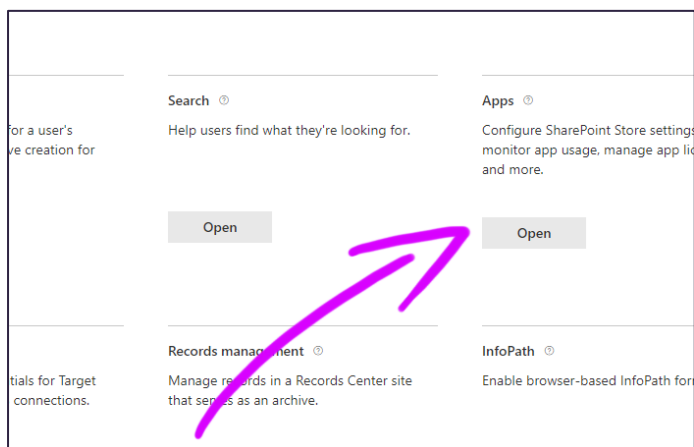 for a user's
ve creation for
Search
Help users find what they're looking for.
Open
Apps
Configure SharePoint Store settings
monitor app usage, manage app lic
and more.
Open
tials for Target
connections.
Records management
Manage records in a Records Center site
that serves as an archive.
InfoPath
Enable browser-based InfoPath for